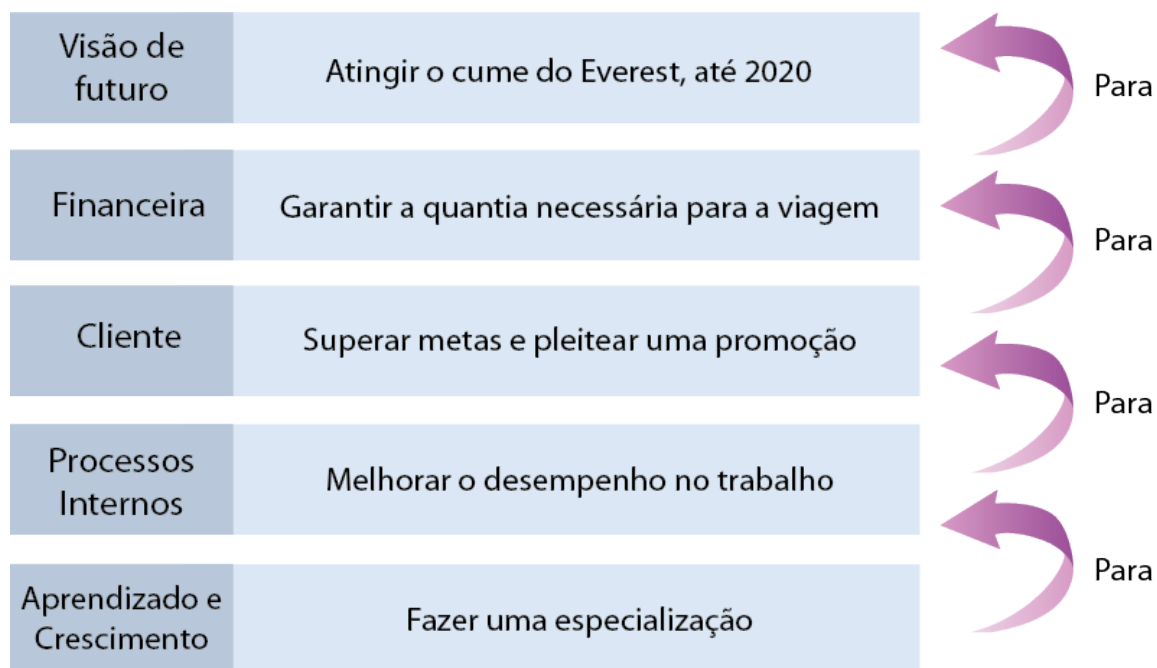 Visão de
futuro
Atingir o cume do Everest, até 2020
Para
Financeira
Garantir a quantia necessária para a viagem
Para
Cliente
Superar metas e pleitear uma promoção
Para
Processos
Internos
Melhorar o desempenho no trabalho
Para
Aprendizado e
Crescimento
Fazer uma especialização